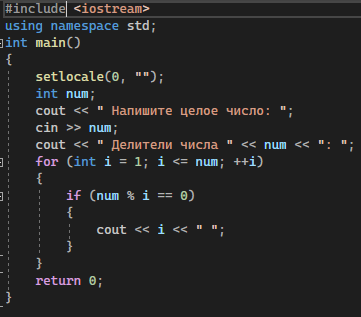 #include <iostream>
using namespace std;
int main()
{
    setlocale(0, "");
    int num;
    cout << " Напишите целое число: ";
    cin >> num;
    cout << " Делители числа " << num << ": ";
    for (int i = 1; i <= num; ++i)
    {
        if (num % i == 0)
        {
            cout << i << " ";
        }
    }
    return 0;
}